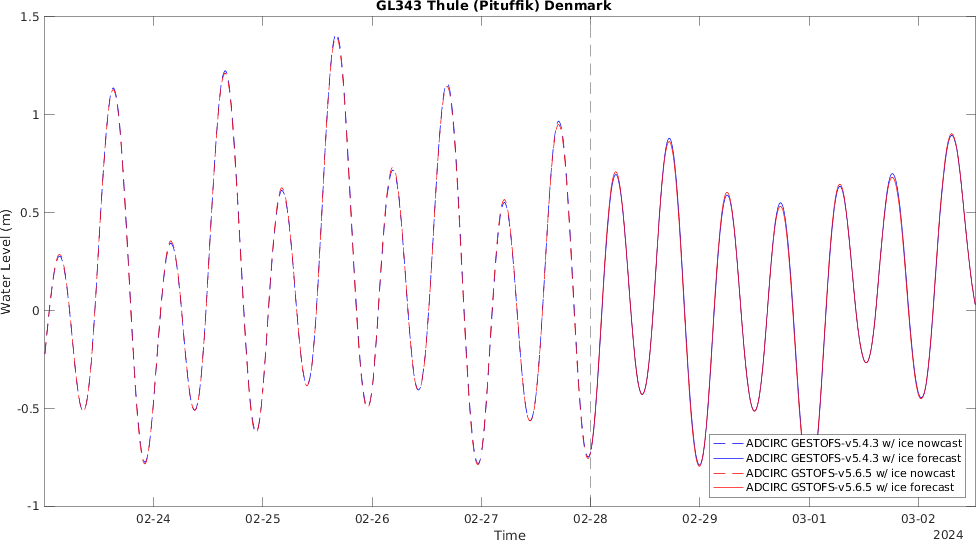 GL343 Thule (Pituffik) Denmark
1.5
1
0.5
0
-0.5
-1
Water Level (m)
ADCIRC GESTOFS-v5.4.3 w/ ice nowcast
ADCIRC GESTOFS-v5.4.3 w/ ice forecast
ADCIRC GSTOFS-v5.6.5 w/ ice nowcast
ADCIRC GSTOFS-v5.6.5 w/ ice forecast
02-24 02-25 02-26 02-27 02-28 02-29 03-01 03-02
Time
2024